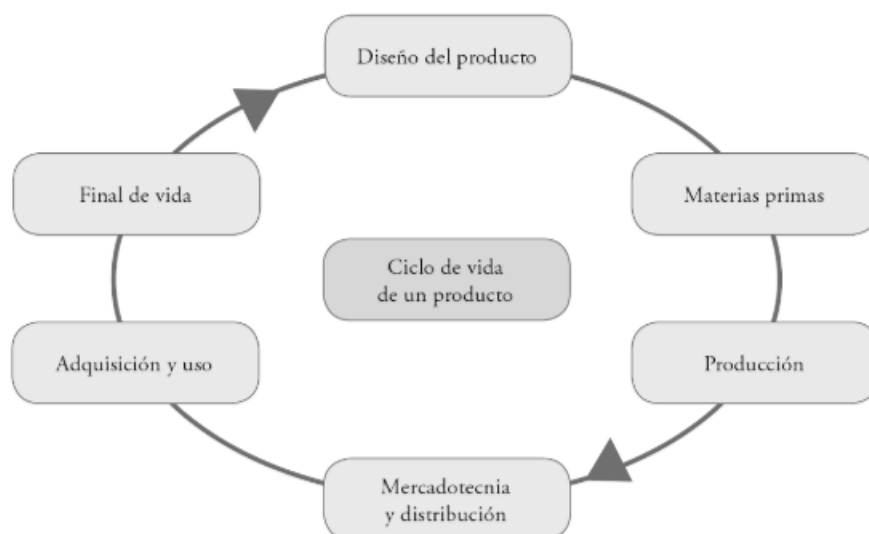 Diseño del producto
Final de vida
Materias primas
Ciclo de vida
de un producto
Adquisición y uso
Producción
Mercadotecnia
y distribución